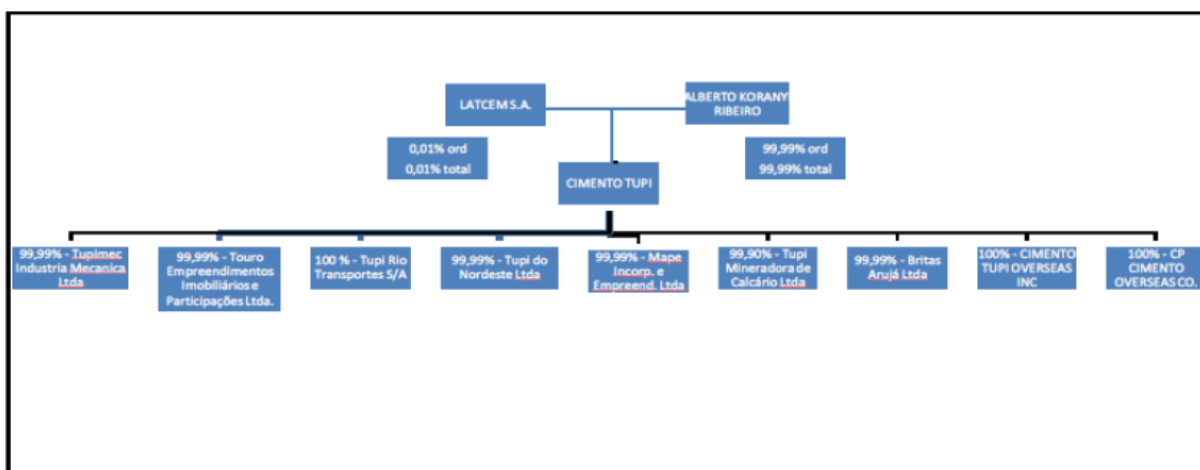 LATCEM S.A.
ALBERTO KORANY
RIBEIRO
0,01% ord
0,01% total
99,99% ord
99,99% total
CIMENTO TUPI
99,99% - Tupimec
Industria Mecanica
Ltda
99,99% - Touro
Empreendimentos
Imobiliários e
Participações Ltda.
100 % - Tupi Rio
Transportes S/A
99,99% - Tupi do
Nordeste Ltda
99,99% - Mape
Incorp. e
Empreend. Ltda
99,90% - Tupi
Mineradora de
Calcário Ltda
99,99% - Britas
Arujá Ltda
100% - CIMENTO
TUPI OVERSEAS
INC
100% - CP
CIMENTO
OVERSEAS CO.